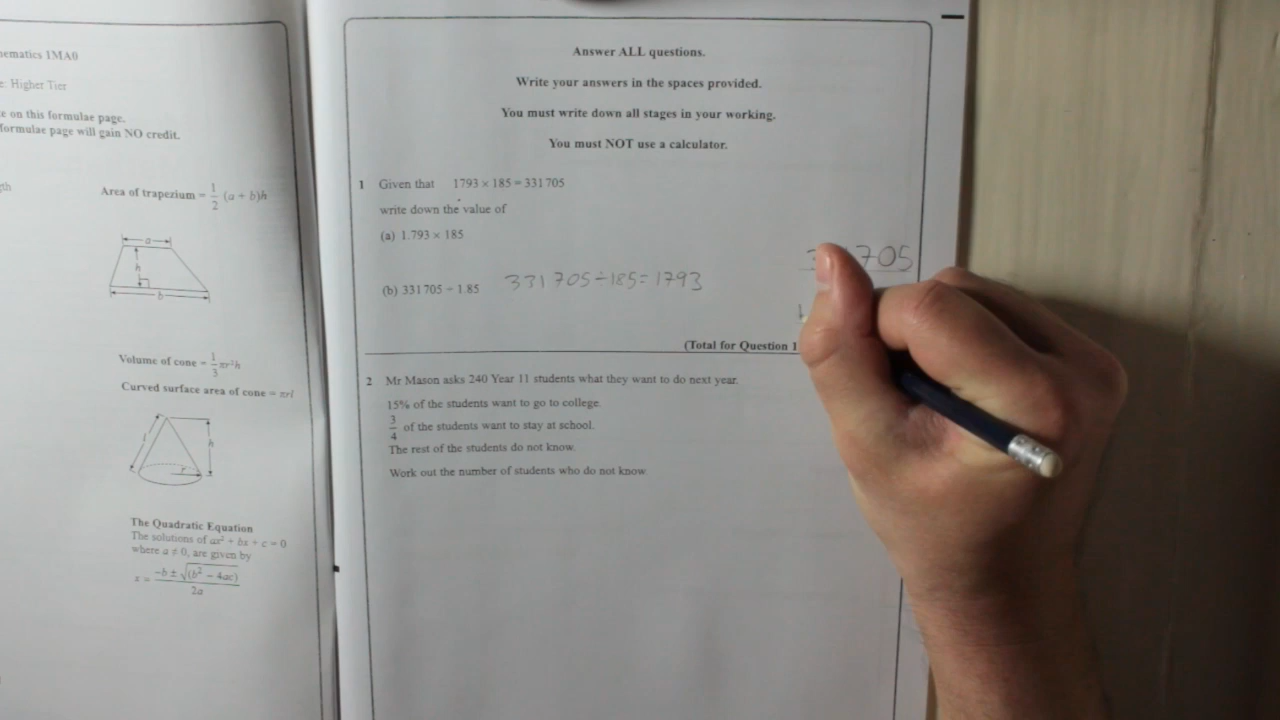 ematics 1MA0
: Higher Tier
on this formulae page.
formulae page will gain NO credit.
Area of trapezium = 1/2 (a + b)h
a
h
b
Volume of cone = 1/3 πr²h
Curved surface area of cone = πrl
l
h
r
The Quadratic Equation
The solutions of ax² + bx + c = 0
where a ≠ 0, are given by
x = (-b ± √(b² - 4ac))/2a
Answer ALL questions.
Write your answers in the spaces provided.
You must write down all stages in your working.
You must NOT use a calculator.
1 Given that 1793 × 185 = 331 705
write down the value of
(a) 1.793 × 185
705
(b) 331 705 ÷ 1.85 331705÷185=1793
(Total for Question 1
2 Mr Mason asks 240 Year 11 students what they want to do next year.
15% of the students want to go to college.
3/4 of the students want to stay at school.
The rest of the students do not know.
Work out the number of students who do not know.